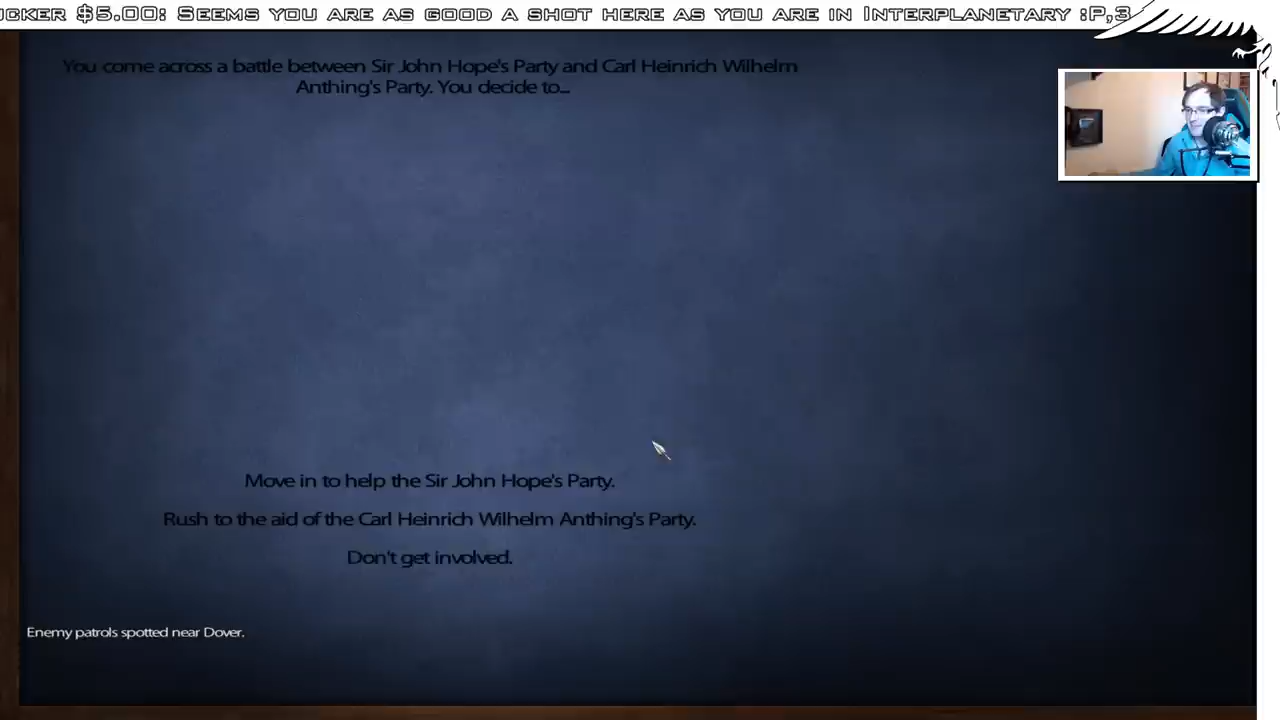 $5.00: Seems you are as good a shot here as you are in Interplanetary :P,3
You come across a battle between Sir John Hope's Party and Carl Heinrich Wilhelm
Anthing's Party. You decide to...
Move in to help the Sir John Hope's Party.
Rush to the aid of the Carl Heinrich Wilhelm Anthing's Party.
Don't get involved.
Enemy patrols spotted near Dover.